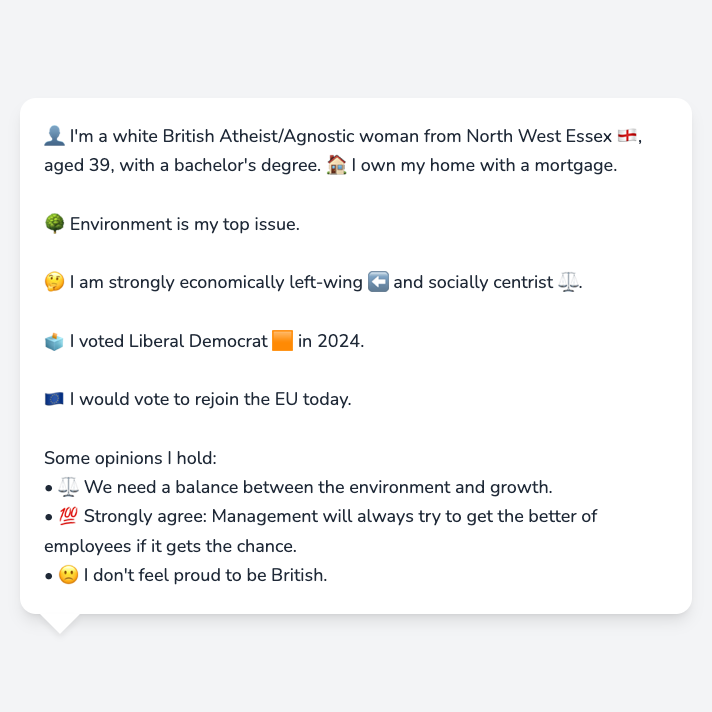 👤 I'm a white British Atheist/Agnostic woman from North West Essex 🏴󠁧󠁢󠁥󠁮󠁧󠁿,
aged 39, with a bachelor's degree. 🏠 I own my home with a mortgage.
🌳 Environment is my top issue.
🤔 I am strongly economically left-wing ⬅️ and socially centrist ⚖️.
🗳️ I voted Liberal Democrat 🟧 in 2024.
🇪🇺 I would vote to rejoin the EU today.
Some opinions I hold:
• ⚖️ We need a balance between the environment and growth.
• 💯 Strongly agree: Management will always try to get the better of
employees if it gets the chance.
• 🙁 I don't feel proud to be British.